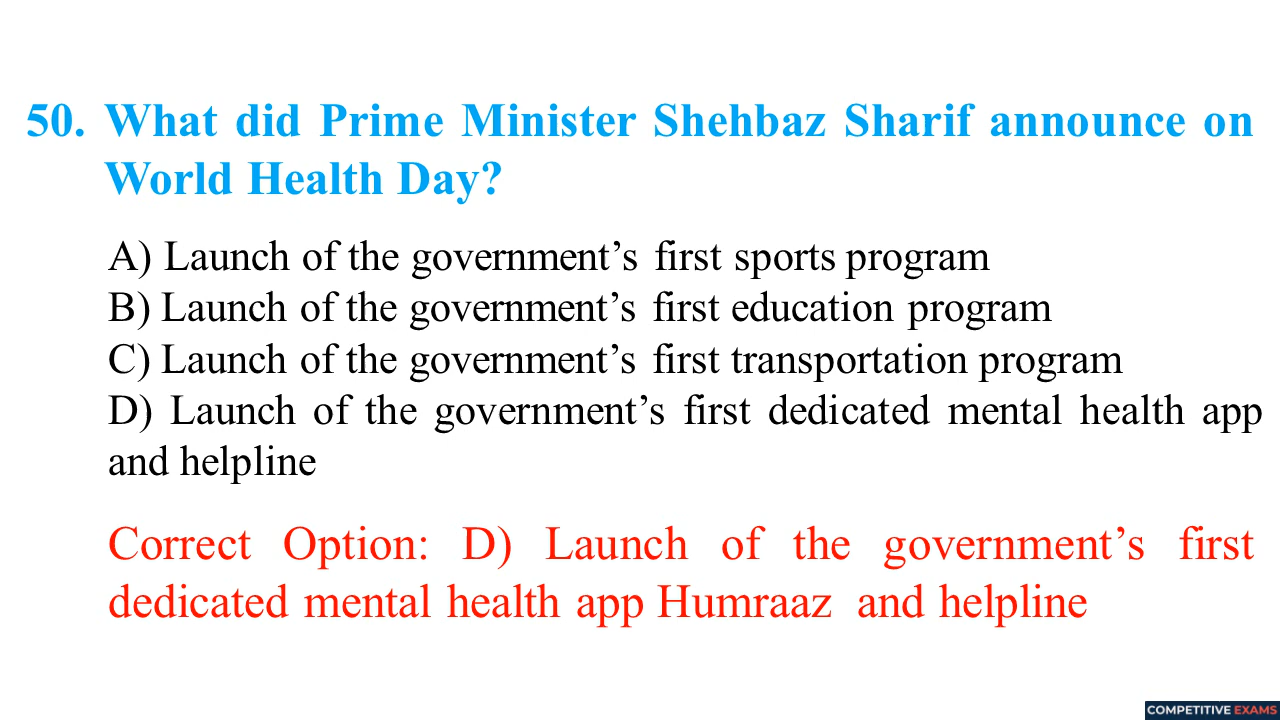 50. What did Prime Minister Shehbaz Sharif announce on
World Health Day?
A) Launch of the government’s first sports program
B) Launch of the government’s first education program
C) Launch of the government’s first transportation program
D) Launch of the government’s first dedicated mental health app
and helpline
Correct Option: D) Launch of the government’s first
dedicated mental health app Humraaz and helpline
COMPETITIVE EXAMS